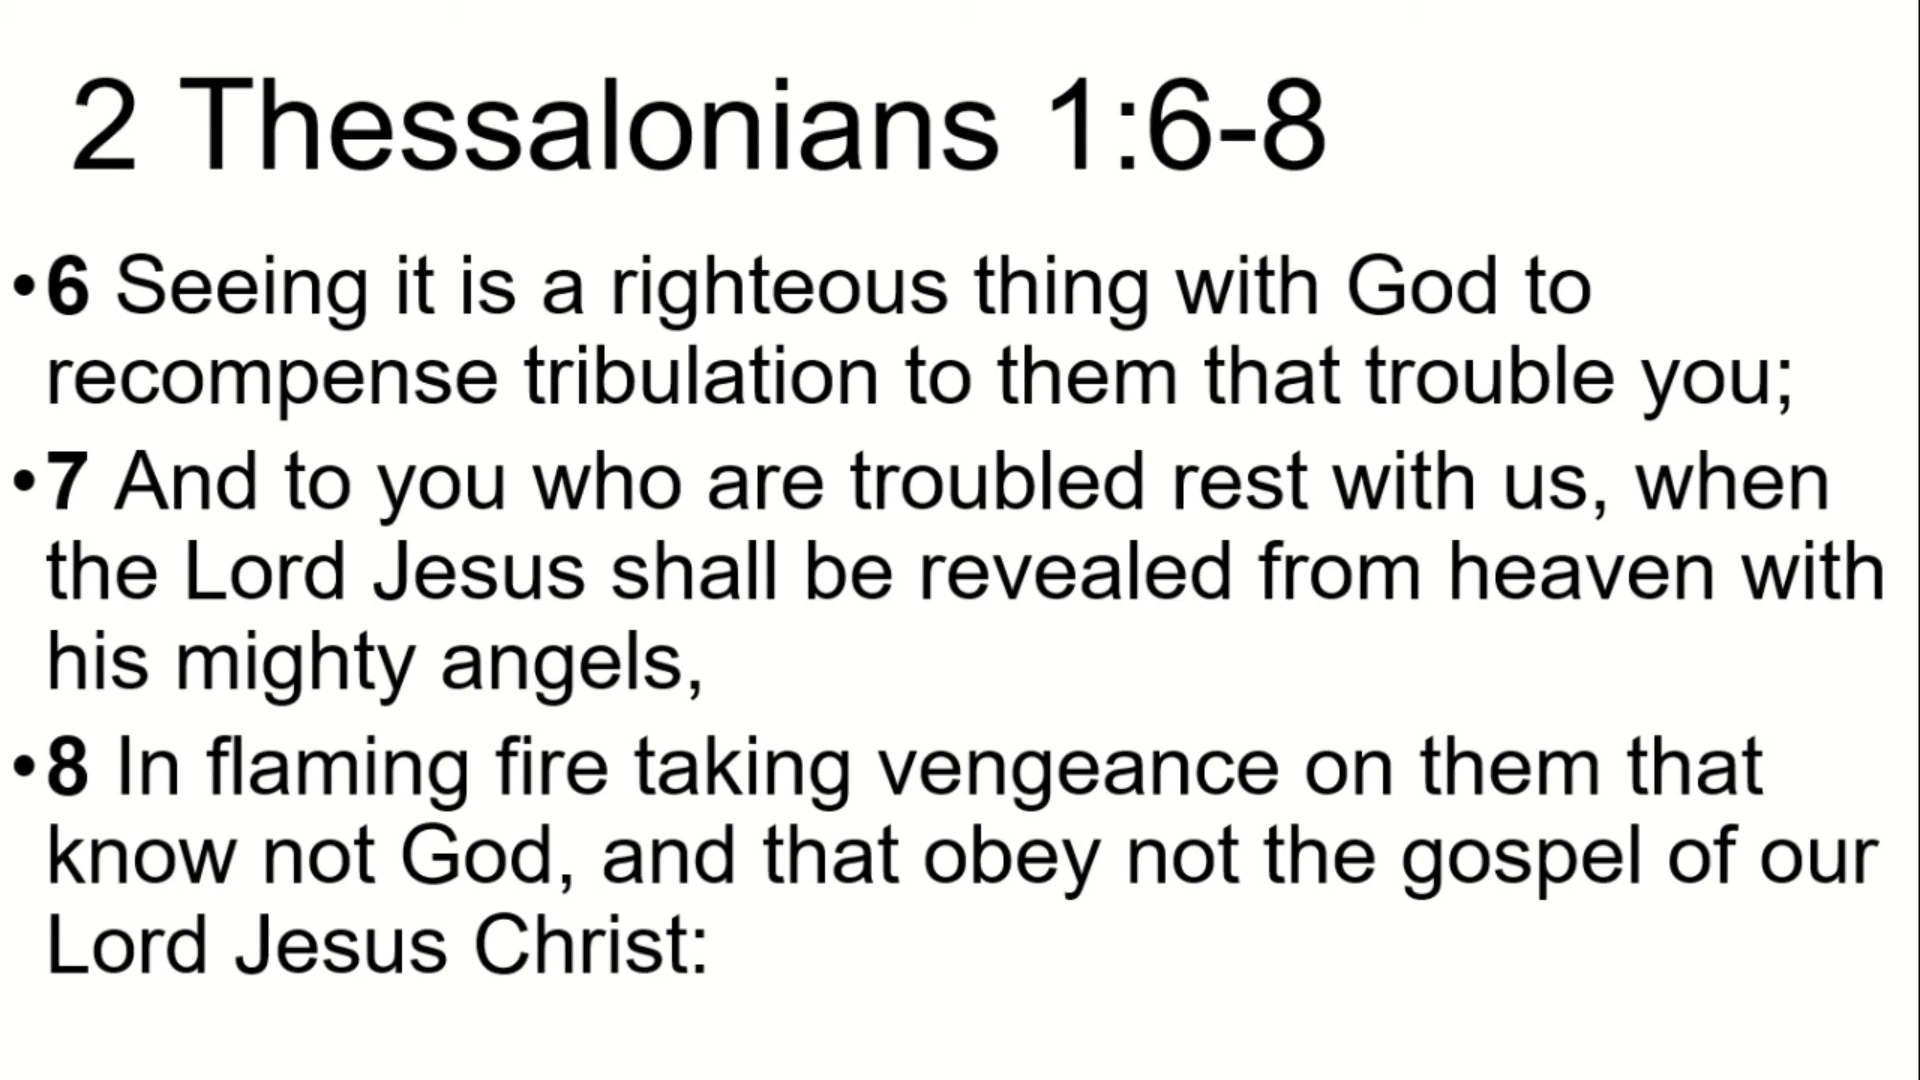 2 Thessalonians 1:6-8
•6 Seeing it is a righteous thing with God to
recompense tribulation to them that trouble you;
•7 And to you who are troubled rest with us, when
the Lord Jesus shall be revealed from heaven with
his mighty angels,
•8 In flaming fire taking vengeance on them that
know not God, and that obey not the gospel of our
Lord Jesus Christ: